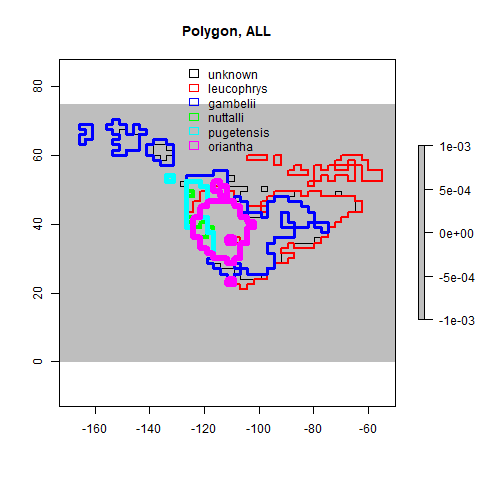 Polygon, ALL
unknown
leucophrys
gambelii
nuttalli
pugetensis
oriantha
80
60
40
20
0
-160
-140
-120
-100
-80
-60
1e-03
5e-04
0e+00
-5e-04
-1e-03